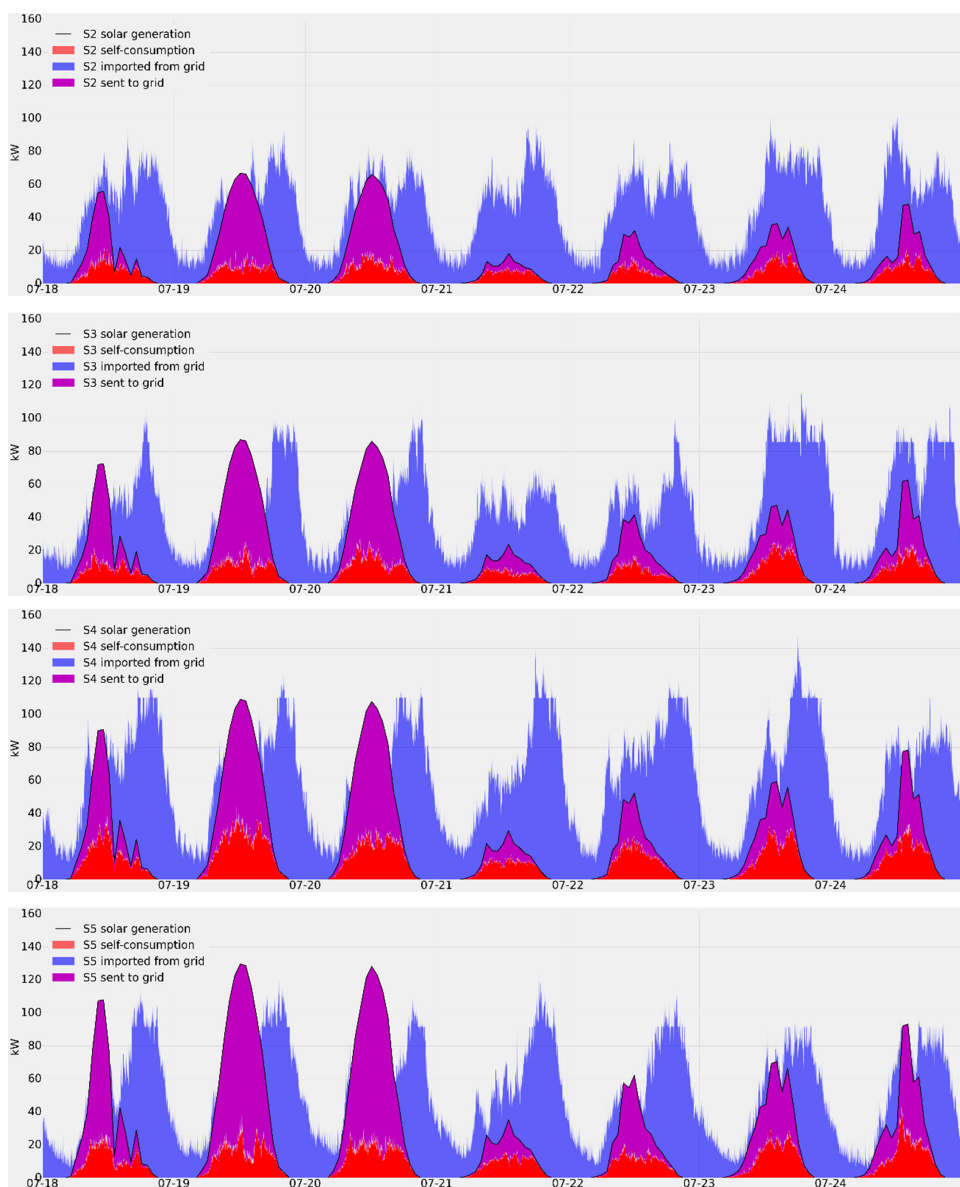 160
S2 solar generation
140
S2 self-consumption
S2 imported from grid
120
S2 sent to grid
100
80
kW
60
40
20
0
07-18 07-19 07-20 07-21 07-22 07-23 07-24
160
S3 solar generation
140
S3 self-consumption
S3 imported from grid
120
S3 sent to grid
100
80
kW
60
40
20
0
07-18 07-19 07-20 07-21 07-22 07-23 07-24
160
S4 solar generation
140
S4 self-consumption
S4 imported from grid
120
S4 sent to grid
100
80
kW
60
40
20
0
07-18 07-19 07-20 07-21 07-22 07-23 07-24
160
S5 solar generation
140
S5 self-consumption
S5 imported from grid
120
S5 sent to grid
100
80
kW
60
40
20
0
07-18 07-19 07-20 07-21 07-22 07-23 07-24